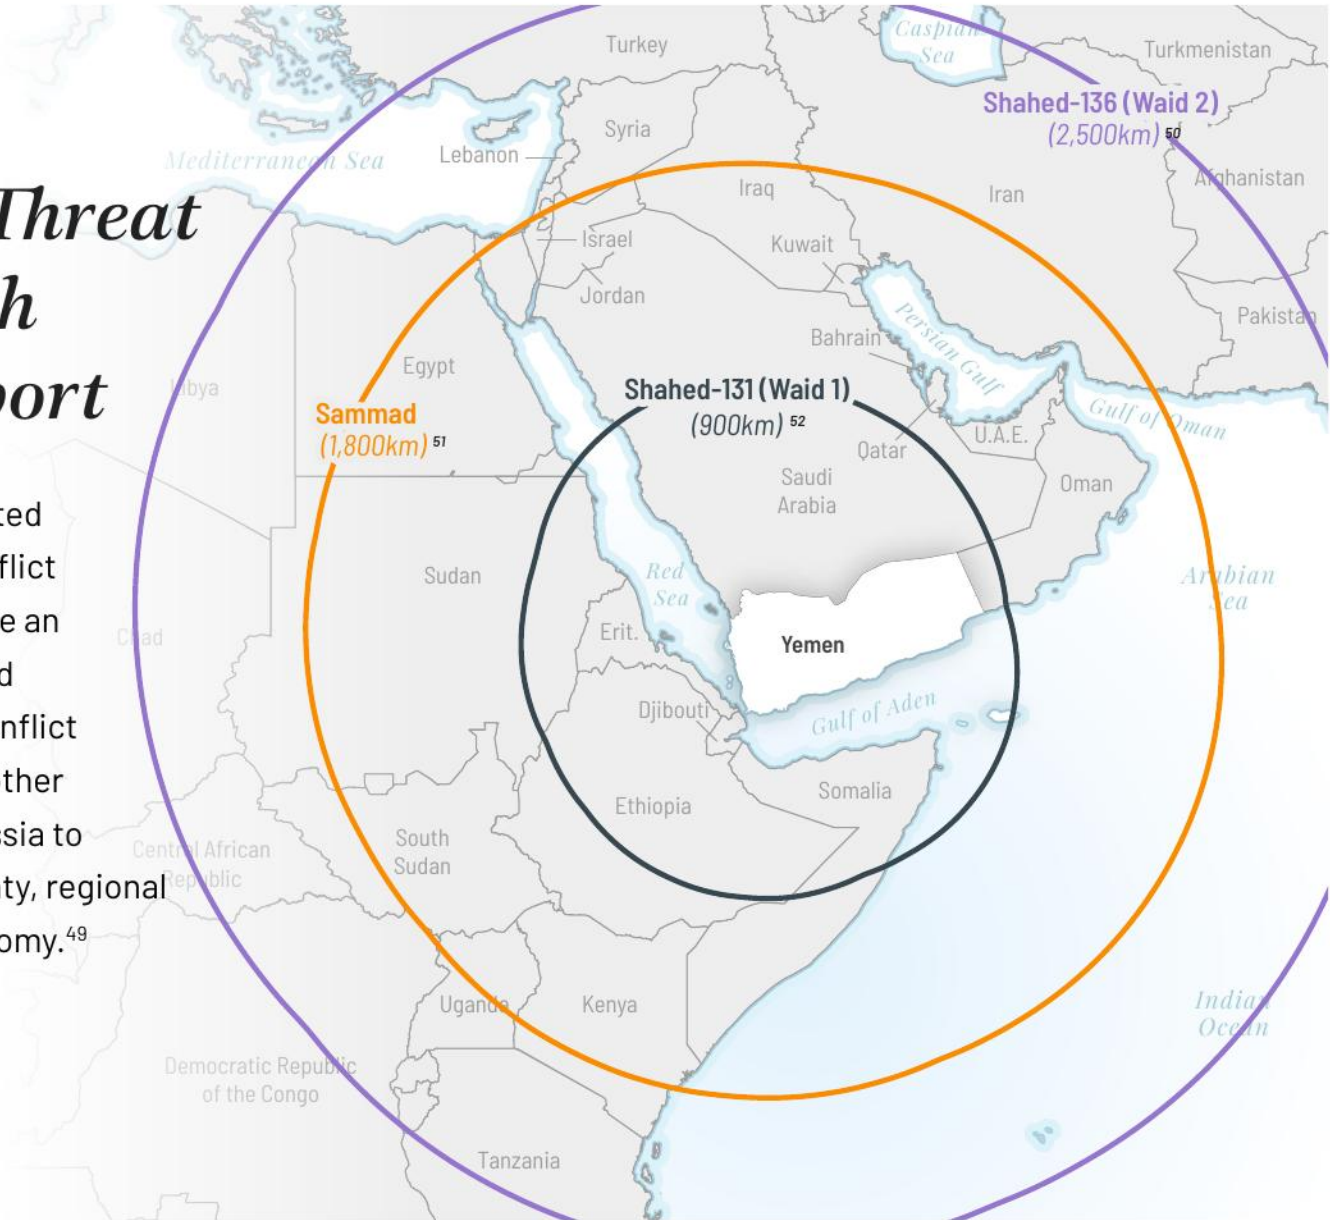 Threat
h
port
ted
flict
e an
d
nflict
ther
ssia to
ty, regional
omy.49
Caspian
Sea
Turkey
Turkmenistan
Shahed-136 (Waid 2)
(2,500km) 50
Syria
Lebanon
Mediterranean Sea
Afghanistan
Iraq
Iran
Israel
Kuwait
Jordan
Pakistan
Bahrain
Persian Gulf
Egypt
Libya
Shahed-131 (Waid 1)
(900km) 52
Sammad
(1,800km) 51
Gulf of Oman
U.A.E.
Qatar
Saudi
Arabia
Oman
Red
Sea
Sudan
Arabian
Sea
Erit.
Chad
Yemen
Djibouti
Gulf of Aden
Somalia
Ethiopia
South
Sudan
Central African
Republic
Uganda
Kenya
Indian
Ocean
Democratic Republic
of the Congo
Tanzania